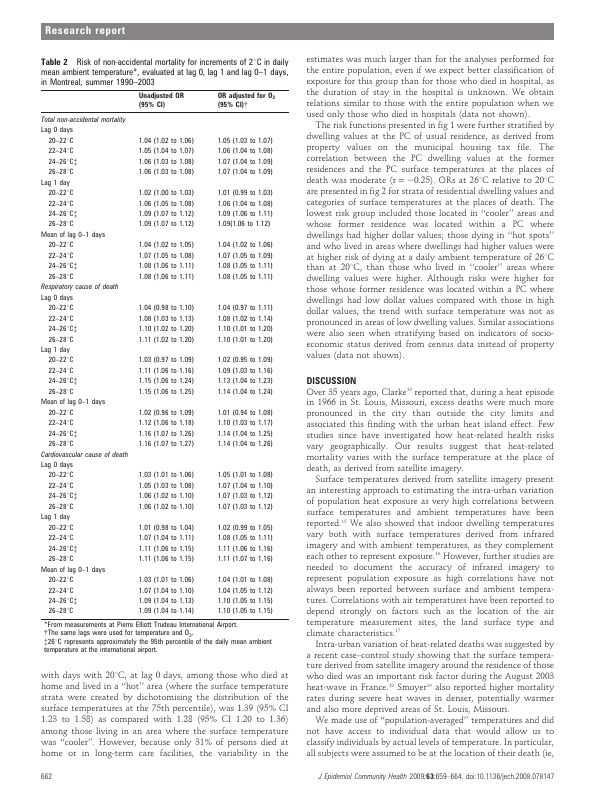 Research report
Table 2 Risk of non-accidental mortality for increments of 2°C in daily
mean ambient temperature*, evaluated at lag 0, lag 1 and lag 0–1 days,
in Montreal, summer 1990–2003
Unadjusted OR (95% CI) OR adjusted for O3 (95% CI)†
Total non-accidental mortality
Lag 0 days
20–22°C 1.04 (1.02 to 1.06) 1.05 (1.03 to 1.07)
22–24°C 1.05 (1.04 to 1.07) 1.06 (1.04 to 1.08)
24–26°C‡ 1.06 (1.03 to 1.08) 1.07 (1.04 to 1.09)
26–28°C 1.06 (1.03 to 1.08) 1.07 (1.04 to 1.09)
Lag 1 day
20–22°C 1.02 (1.00 to 1.03) 1.01 (0.99 to 1.03)
22–24°C 1.06 (1.05 to 1.08) 1.06 (1.04 to 1.08)
24–26°C‡ 1.09 (1.07 to 1.12) 1.09 (1.06 to 1.11)
26–28°C 1.09 (1.07 to 1.12) 1.09(1.06 to 1.12)
Mean of lag 0–1 days
20–22°C 1.04 (1.02 to 1.05) 1.04 (1.02 to 1.06)
22–24°C 1.07 (1.05 to 1.08) 1.07 (1.05 to 1.09)
24–26°C‡ 1.08 (1.06 to 1.11) 1.08 (1.05 to 1.11)
26–28°C 1.08 (1.06 to 1.11) 1.08 (1.05 to 1.11)
Respiratory cause of death
Lag 0 days
20–22°C 1.04 (0.98 to 1.10) 1.04 (0.97 to 1.11)
22–24°C 1.08 (1.03 to 1.13) 1.08 (1.02 to 1.14)
24–26°C‡ 1.10 (1.02 to 1.20) 1.10 (1.01 to 1.20)
26–28°C 1.11 (1.02 to 1.20) 1.10 (1.01 to 1.20)
Lag 1 day
20–22°C 1.03 (0.97 to 1.09) 1.02 (0.95 to 1.09)
22–24°C 1.11 (1.06 to 1.16) 1.09 (1.03 to 1.16)
24–26°C‡ 1.15 (1.06 to 1.24) 1.13 (1.04 to 1.23)
26–28°C 1.15 (1.06 to 1.25) 1.14 (1.04 to 1.24)
Mean of lag 0–1 days
20–22°C 1.02 (0.96 to 1.09) 1.01 (0.94 to 1.08)
22–24°C 1.12 (1.06 to 1.18) 1.10 (1.03 to 1.17)
24–26°C‡ 1.16 (1.07 to 1.26) 1.14 (1.04 to 1.25)
26–28°C 1.16 (1.07 to 1.27) 1.14 (1.04 to 1.26)
Cardiovascular cause of death
Lag 0 days
20–22°C 1.03 (1.01 to 1.06) 1.05 (1.01 to 1.08)
22–24°C 1.05 (1.03 to 1.08) 1.07 (1.04 to 1.10)
24–26°C‡ 1.06 (1.02 to 1.10) 1.07 (1.03 to 1.12)
26–28°C 1.06 (1.02 to 1.10) 1.07 (1.03 to 1.12)
Lag 1 day
20–22°C 1.01 (0.98 to 1.04) 1.02 (0.99 to 1.05)
22–24°C 1.07 (1.04 to 1.11) 1.08 (1.05 to 1.11)
24–26°C‡ 1.11 (1.06 to 1.15) 1.11 (1.06 to 1.16)
26–28°C 1.11 (1.06 to 1.15) 1.11 (1.07 to 1.16)
Mean of lag 0–1 days
20–22°C 1.03 (1.01 to 1.06) 1.04 (1.01 to 1.08)
22–24°C 1.07 (1.04 to 1.10) 1.04 (1.05 to 1.12)
24–26°C‡ 1.09 (1.04 to 1.13) 1.10 (1.05 to 1.15)
26–28°C 1.09 (1.04 to 1.14) 1.10 (1.05 to 1.15)
*From measurements at Pierre Elliott Trudeau International Airport.
†The same lags were used for temperature and O3.
‡26°C represents approximately the 95th percentile of the daily mean ambient
temperature at the international airport.
with days with 20°C, at lag 0 days, among those who died at
home and lived in a “hot” area (where the surface temperature
strata were created by dichotomising the distribution of the
surface temperatures at the 75th percentile), was 1.39 (95% CI
1.23 to 1.58) as compared with 1.28 (95% CI 1.20 to 1.36)
among those living in an area where the surface temperature
was “cooler”. However, because only 31% of persons died at
home or in long-term care facilities, the variability in the
estimates was much larger than for the analyses performed for
the entire population, even if we expect better classification of
exposure for this group than for those who died in hospital, as
the duration of stay in the hospital is unknown. We obtain
relations similar to those with the entire population when we
used only those who died in hospitals (data not shown).
The risk functions presented in fig 1 were further stratified by
dwelling values at the PC of usual residence, as derived from
property values on the municipal housing tax file. The
correlation between the PC dwelling values at the former
residences and the PC surface temperatures at the places of
death was moderate (r = −0.25). ORs at 26°C relative to 20°C
are presented in fig 2 for strata of residential dwelling values and
categories of surface temperatures at the places of death. The
lowest risk group included those located in “cooler” areas and
whose former residence was located within a PC where
dwellings had higher dollar values; those dying in “hot spots”
and who lived in areas where dwellings had higher values were
at higher risk of dying at a daily ambient temperature of 26°C
than at 20°C, than those who lived in “cooler” areas where
dwelling values were higher. Although risks were higher for
those whose former residence was located within a PC where
dwellings had low dollar values compared with those in high
dollar values, the trend with surface temperature was not as
pronounced in areas of low dwelling values. Similar associations
were also seen when stratifying based on indicators of socio-
economic status derived from census data instead of property
values (data not shown).
DISCUSSION
Over 35 years ago, Clarke reported that, during a heat episode
in 1966 in St. Louis, Missouri, excess deaths were much more
pronounced in the city than outside the city limits and
associated this finding with the urban heat island effect. Few
studies since have investigated how heat-related health risks
vary geographically. Our results suggest that heat-related
mortality varies with the surface temperature at the place of
death, as derived from satellite imagery.
Surface temperatures derived from satellite imagery present
an interesting approach to estimating the intra-urban variation
of population heat exposure as very high correlations between
surface temperatures and ambient temperatures have been
reported.15 We also showed that indoor dwelling temperatures
vary both with surface temperatures derived from infrared
imagery and with ambient temperatures, as they complement
each other to represent exposure.16 However, further studies are
needed to document the accuracy of infrared imagery to
represent population exposure as high correlations have not
always been reported between surface and ambient tempera-
tures. Correlations with air temperatures have been reported to
depend strongly on factors such as the location of the air
temperature measurement sites, the land surface type and
climate characteristics.17
Intra-urban variation of heat-related deaths was suggested by
a recent case–control study showing that the surface tempera-
ture derived from satellite imagery around the residence of those
who died was an important risk factor during the August 2003
heat-wave in France. Smoyer also reported higher mortality
rates during severe heat waves in denser, potentially warmer
and also more deprived areas of St. Louis, Missouri.
We made use of “population-averaged” temperatures and did
not have access to individual data that would allow us to
classify individuals by actual levels of temperature. In particular,
all subjects were assumed to be at the location of their death (ie,
662
J Epidemiol Community Health 2009;63:659–664. doi:10.1136/jech.2008.078147